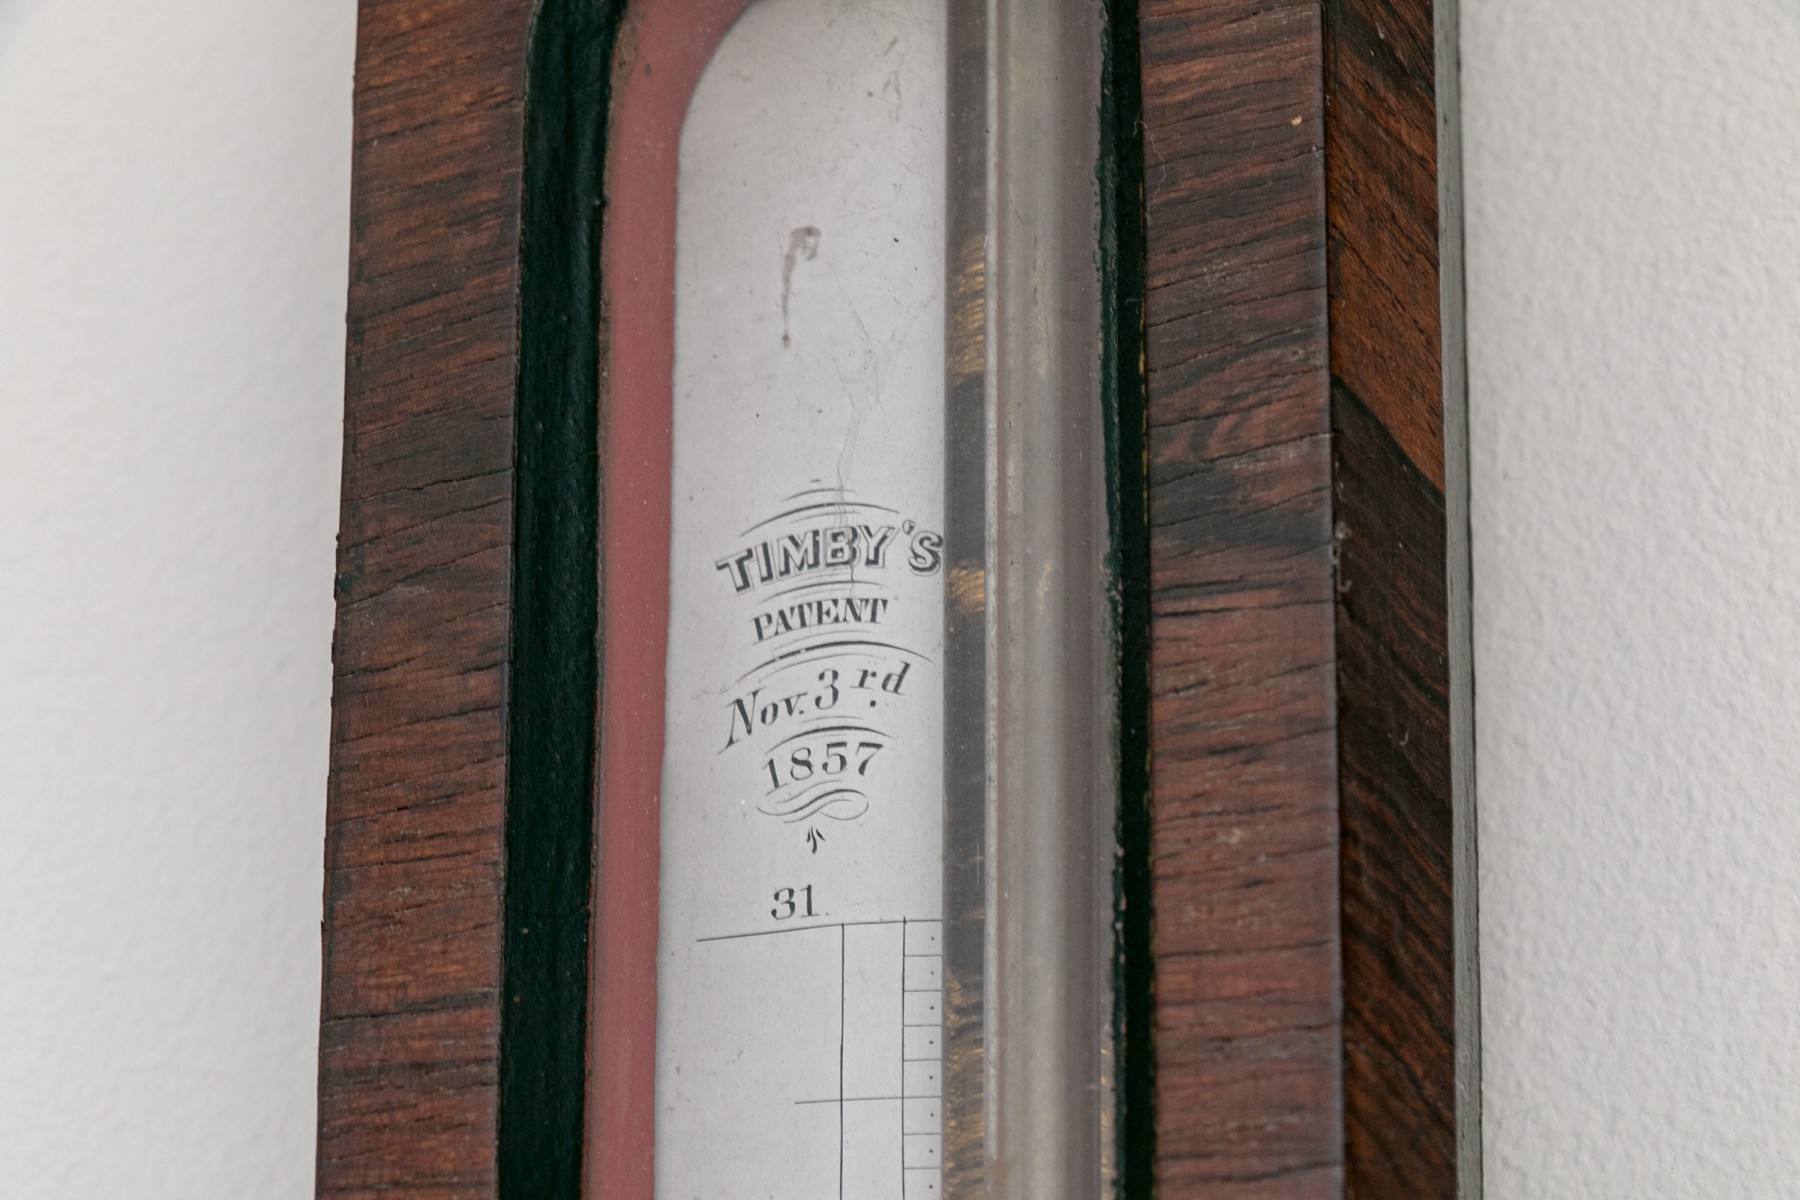 TIMBY'S
PATENT
Nov. 3rd
1857
31